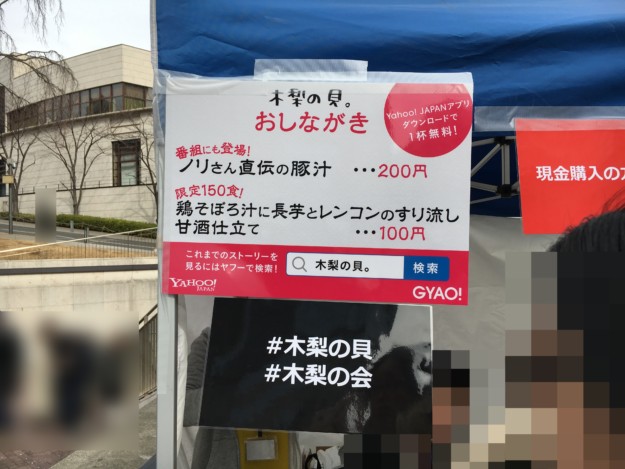 木梨の貝。
おしながき
Yahoo! JAPANアプリ
ダウンロードで
1杯無料!
番組にも登場!
ノリさん直伝の豚汁 …200円
限定150食!
鶏そぼろ汁に長芋とレンコンのすり流し
甘酒仕立て …100円
これまでのストーリーを
見るにはヤフーで検索!
木梨の貝。 検索
YAHOO!
JAPAN
GYAO!
現金購入の
#木梨の貝
#木梨の会